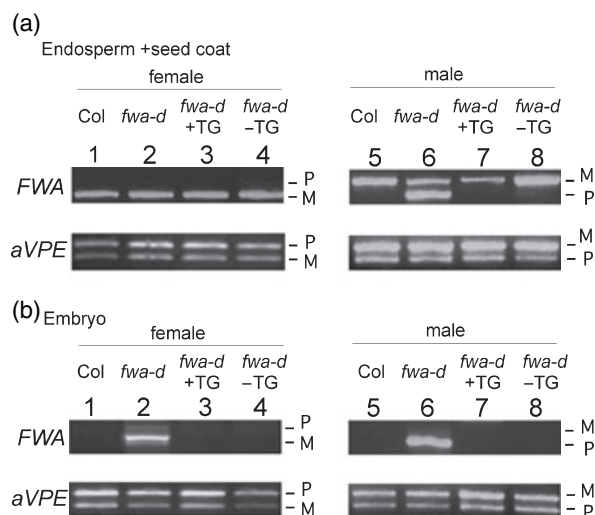 (a)
Endosperm +seed coat
female male
Col fwa-d fwa-d +TG fwa-d –TG Col fwa-d fwa-d +TG fwa-d –TG
1 2 3 4 5 6 7 8
FWA – P – M – M – P
aVPE – P – M – M – P
(b) Embryo
female male
Col fwa-d fwa-d +TG fwa-d –TG Col fwa-d fwa-d +TG fwa-d –TG
1 2 3 4 5 6 7 8
FWA – P – M – M – P
aVPE – P – M – M – P